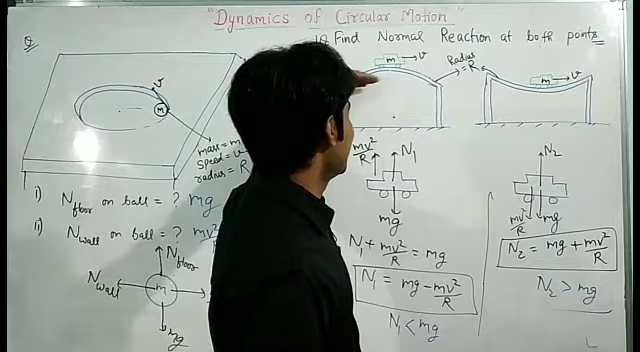 "Dynamics of Circular Motion"
Q
Find Normal Reaction at both points.
m
v
Radius = R
m
v
v
m
mass = m
speed = v
radius = R
i) N floor on ball = ? mg
ii) N wall on ball = ? mv²
N floor
N wall
m
mg
mv²/R
N₁
mg
N₁ + mv²/R = mg
N₁ = mg - mv²/R
N₁ < mg
N₂
mv²/R
mg
N₂ = mg + mv²/R
N₂ > mg